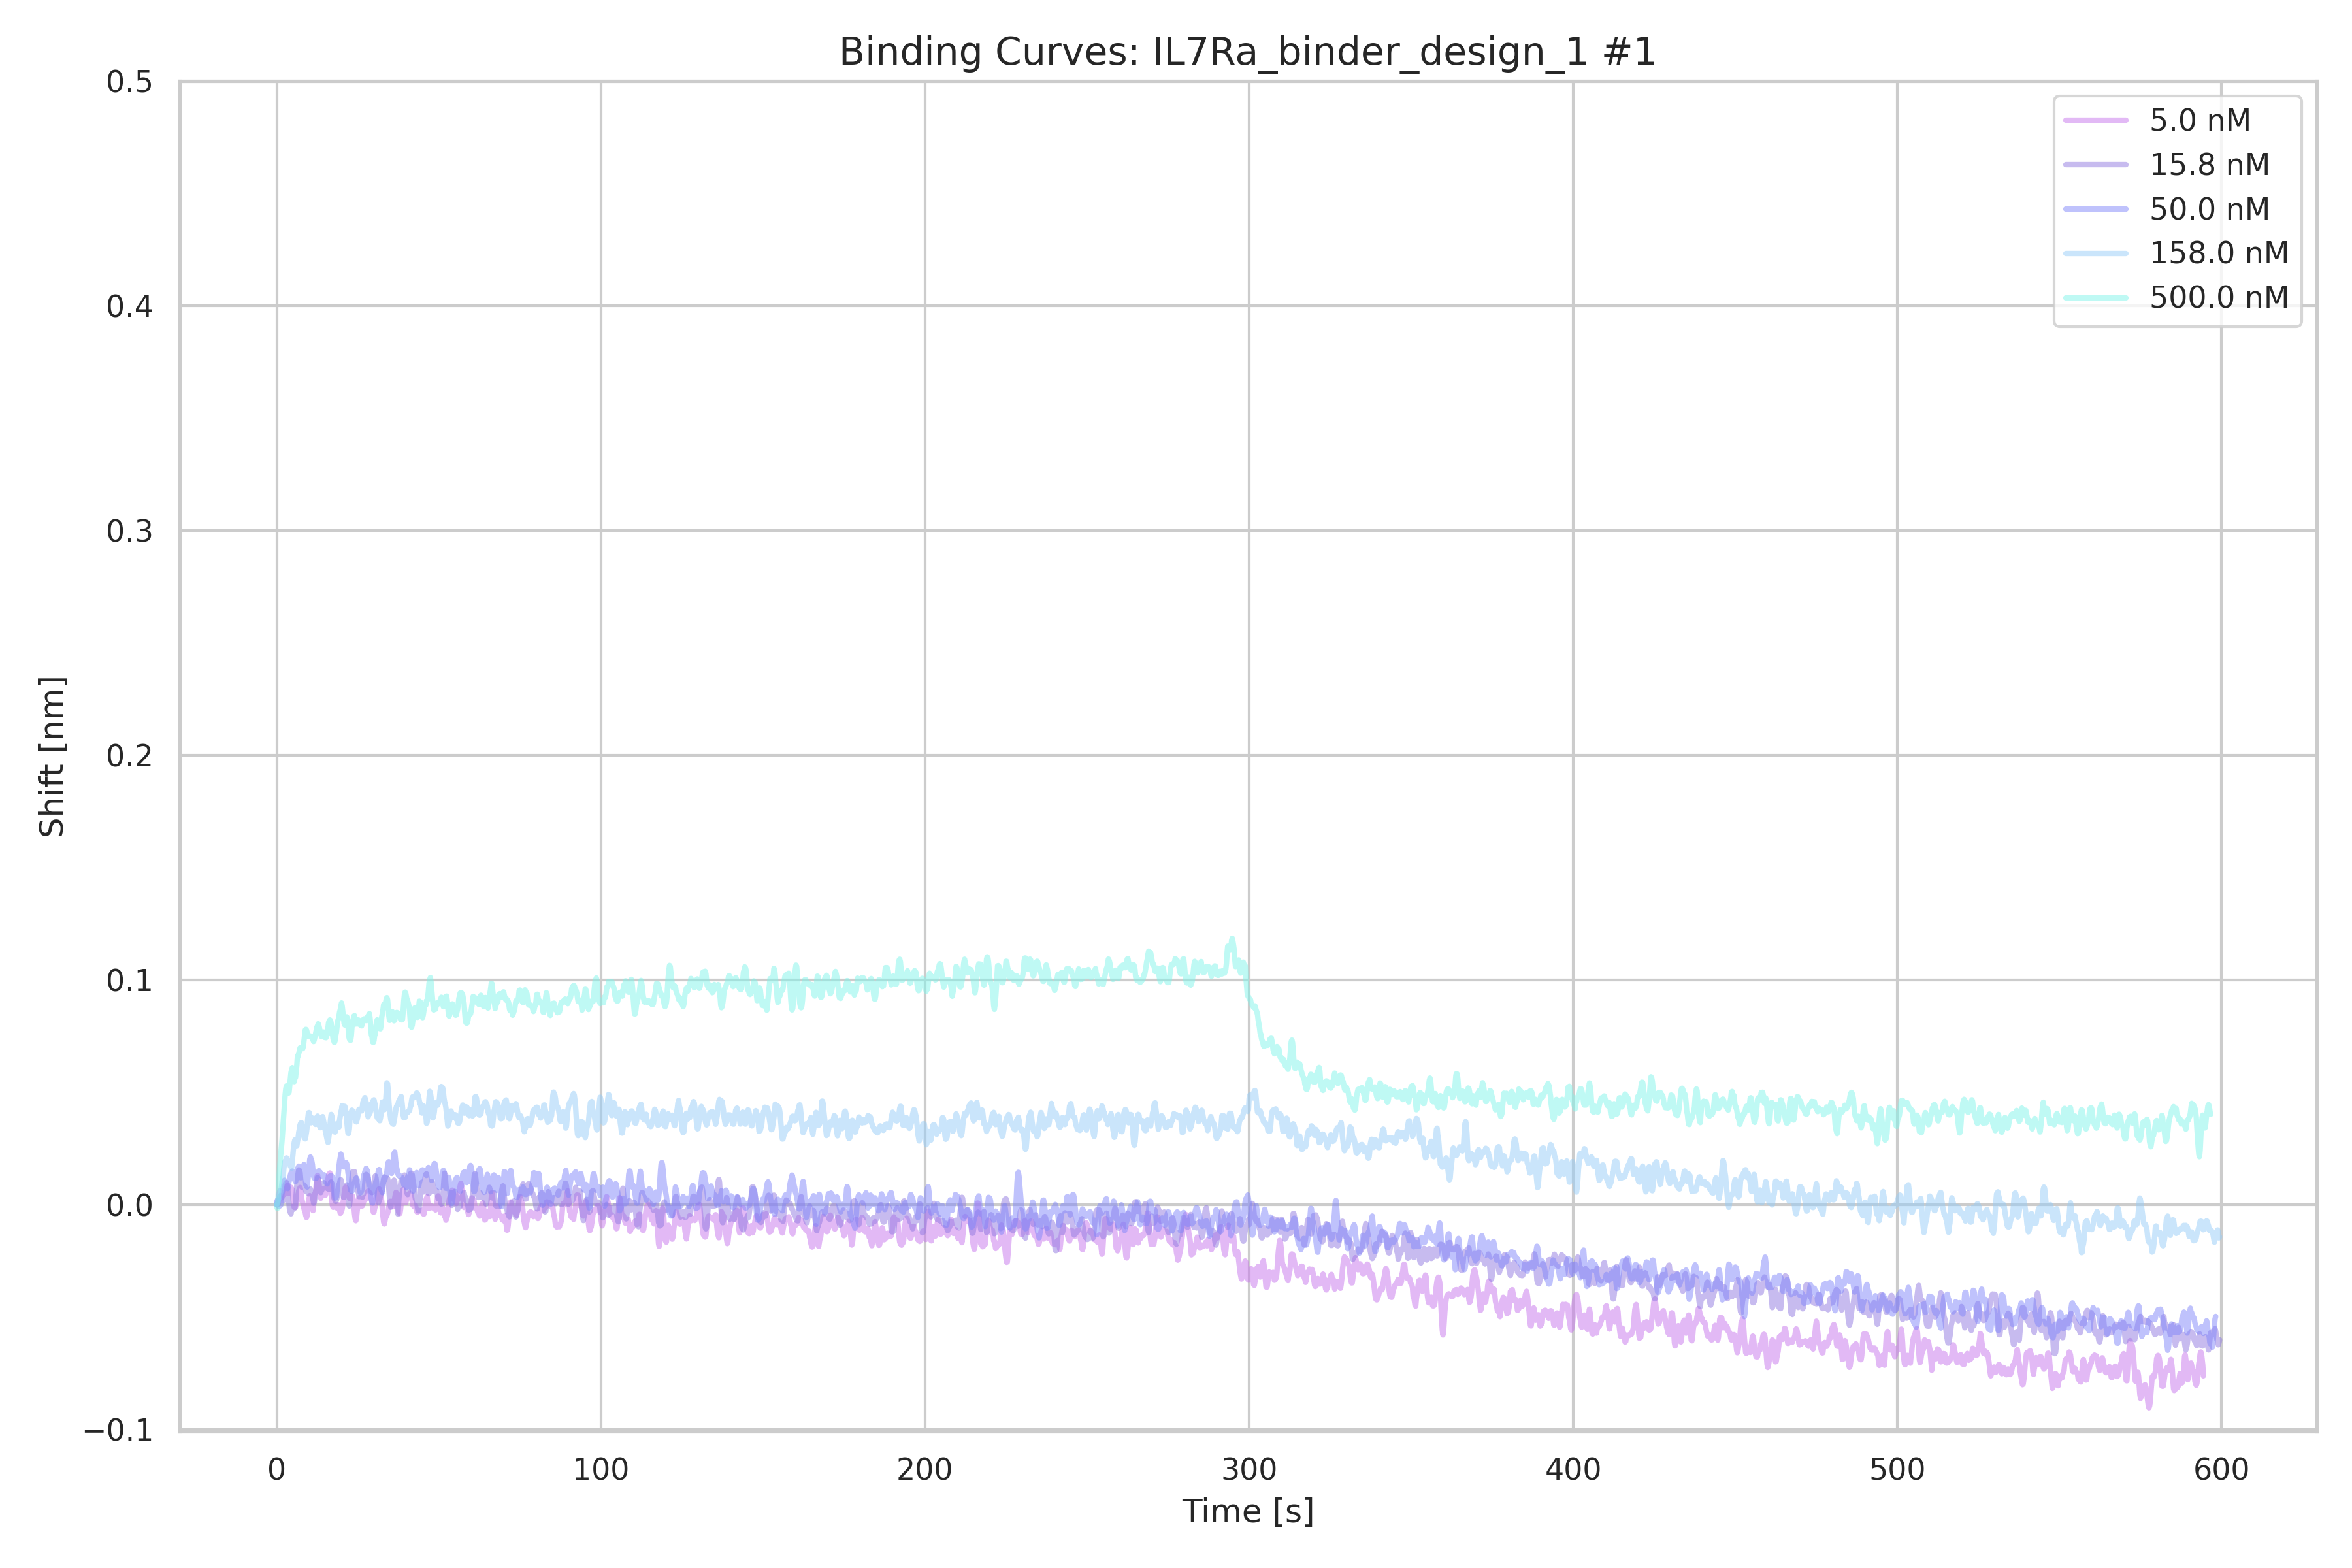 Binding Curves: IL7Ra_binder_design_1 #1
0.5
0.4
0.3
0.2
0.1
0.0
−0.1
Shift [nm]
5.0 nM
15.8 nM
50.0 nM
158.0 nM
500.0 nM
0 100 200 300 400 500 600
Time [s]